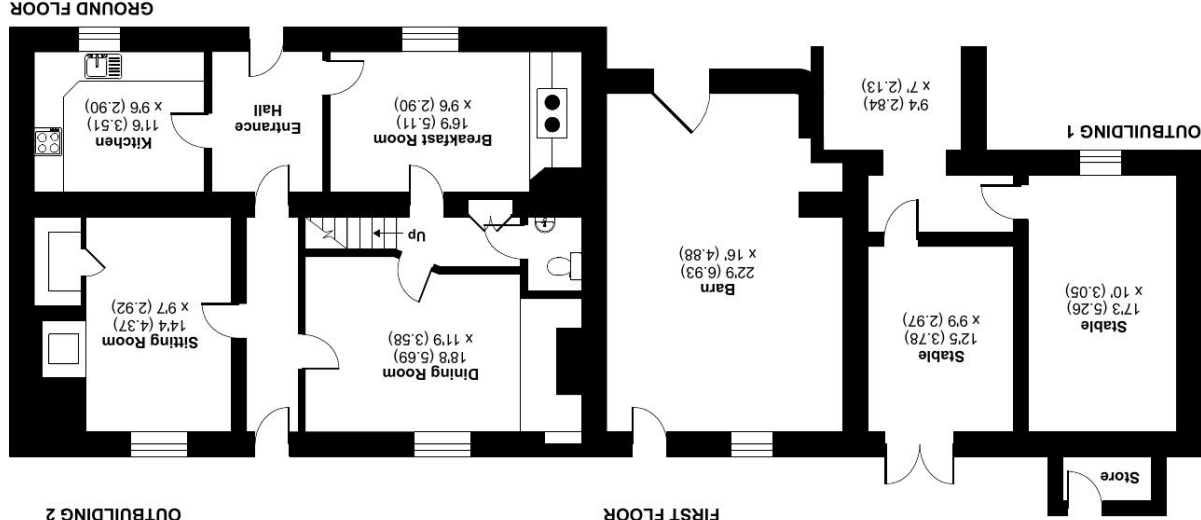 FIRST FLOOR
OUTBUILDING 2
Store
Stable
17'3 (5.26)
x 10' (3.05)
Stable
12'5 (3.78)
x 9'9 (2.97)
Barn
22'9 (6.93)
x 16' (4.88)
Dining Room
18'8 (5.69)
x 11'9 (3.58)
Sitting Room
14'4 (4.37)
x 9'7 (2.92)
Up
OUTBUILDING 1
9'4 (2.84)
x 7' (2.13)
Breakfast Room
16'9 (5.11)
x 9'6 (2.90)
Entrance
Hall
Kitchen
11'6 (3.51)
x 9'6 (2.90)
GROUND FLOOR